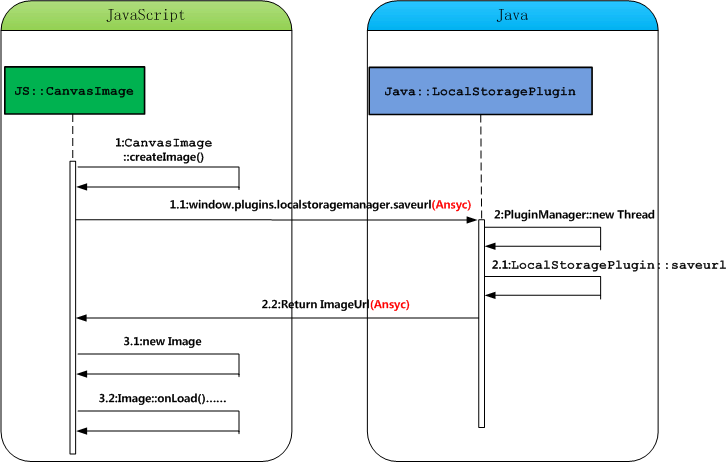 JavaScript
Java
JS::CanvasImage
Java::LocalStoragePlugin
1:CanvasImage
::createImage()
1.1:window.plugins.localstoragemanager.saveurl(Ansyc)
2:PluginManager::new Thread
2.1:LocalStoragePlugin::saveurl
2.2:Return ImageUrl(Ansyc)
3.1:new Image
3.2:Image::onLoad()......